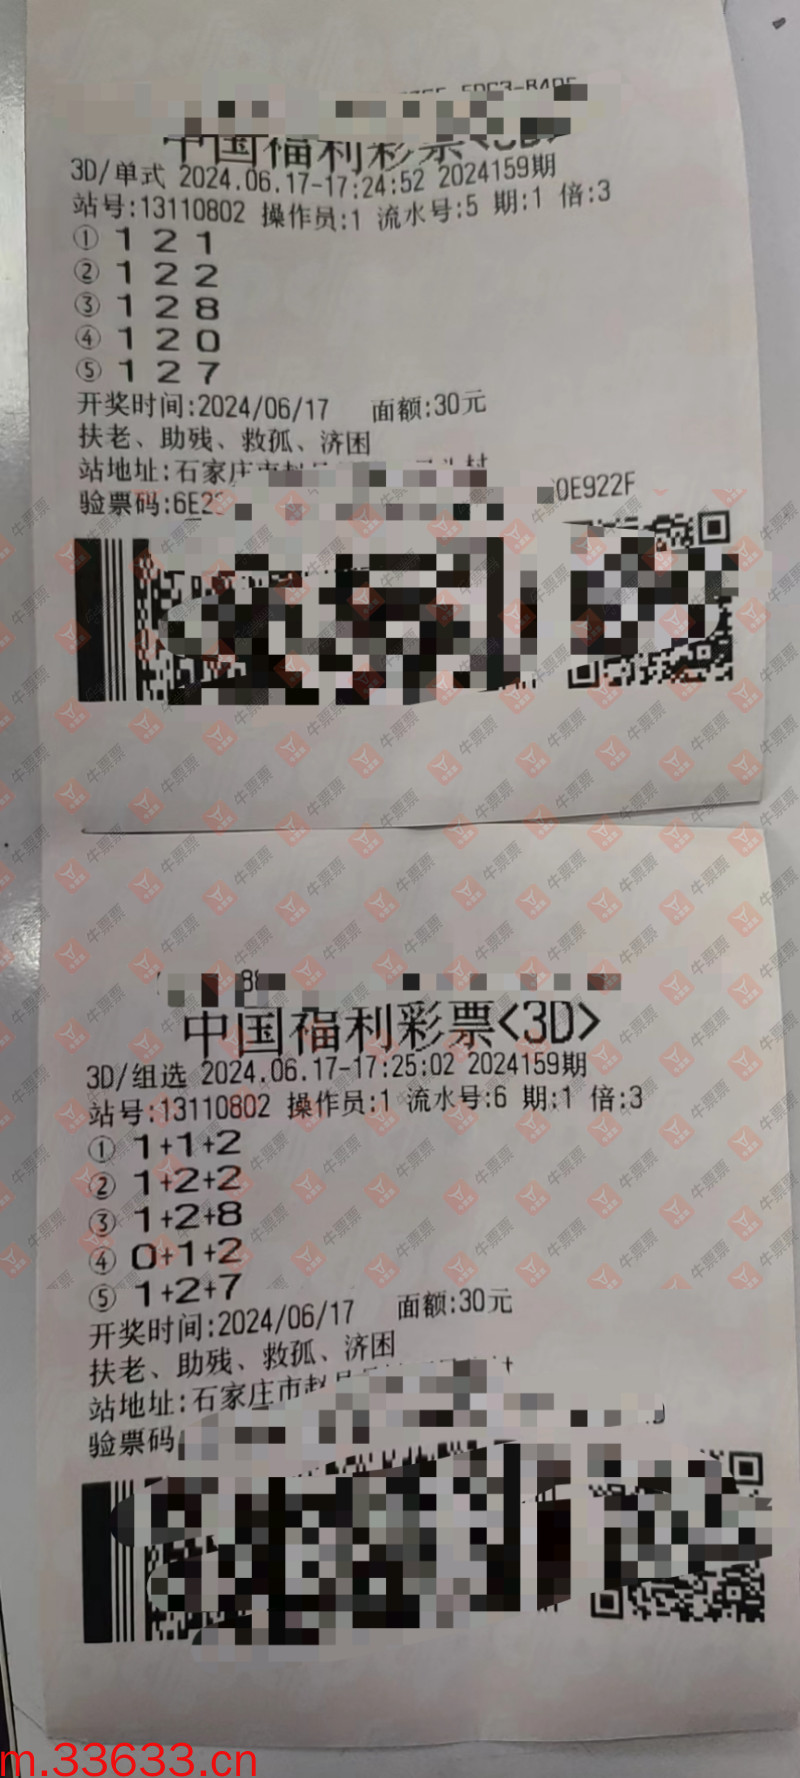 中国福利彩票<3D>
3D/单式 2024.06.17-17:24:52 2024159期
站号:13110802 操作员:1 流水号:5 期:1 倍:3
① 1 2 1
② 1 2 2
③ 1 2 8
④ 1 2 0
⑤ 1 2 7
开奖时间:2024/06/17 面额:30元
扶老、助残、救孤、济困
站地址:石家庄市赵
验票码:6E2 0E922F
中国福利彩票<3D>
3D/组选 2024.06.17-17:25:02 2024159期
站号:13110802 操作员:1 流水号:6 期:1 倍:3
① 1+1+2
② 1+2+2
③ 1+2+8
④ 0+1+2
⑤ 1+2+7
开奖时间:2024/06/17 面额:30元
扶老、助残、救孤、济困
站地址:石家庄市赵
验票码
牛票票
m.33633.cn